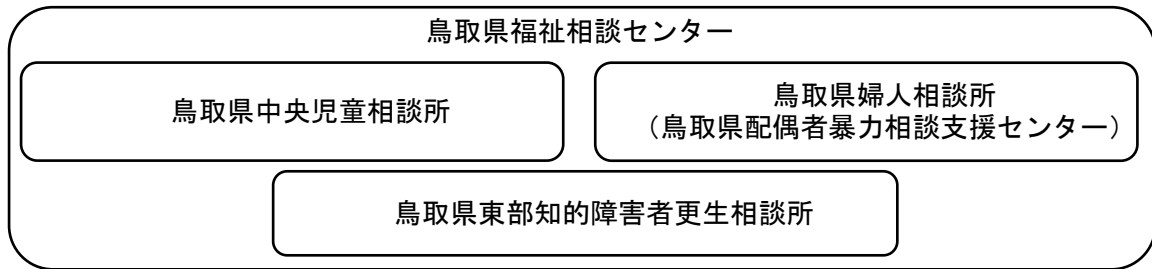 鳥取県福祉相談センター
鳥取県中央児童相談所
鳥取県婦人相談所
（鳥取県配偶者暴力相談支援センター）
鳥取県東部知的障害者更生相談所